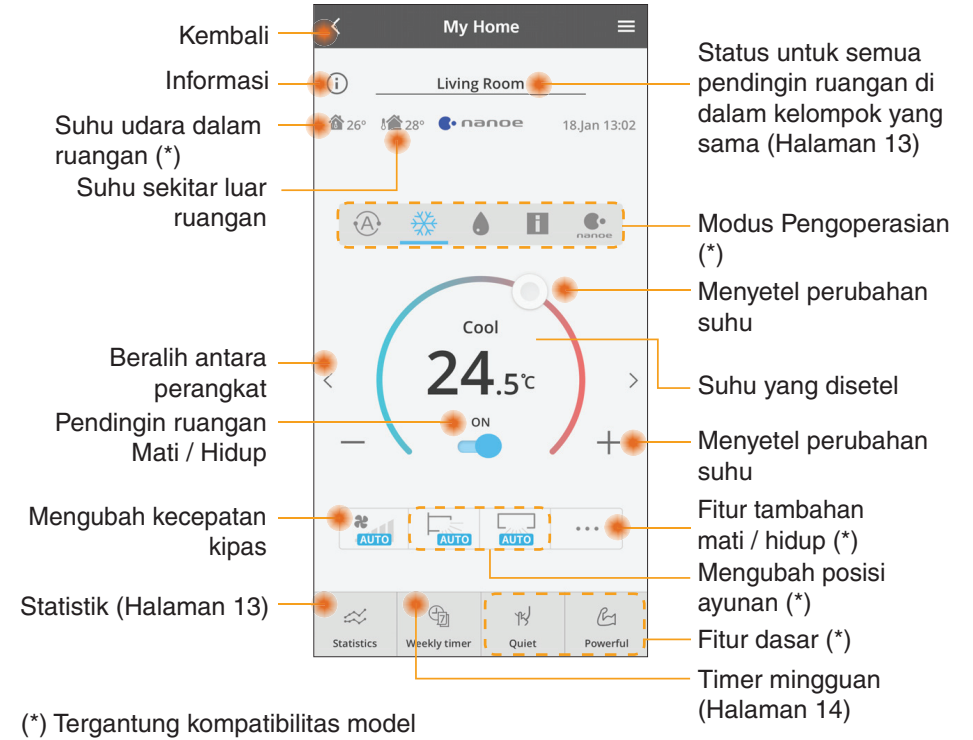 My Home
Kembali
Informasi
Living Room
Status untuk semua
pendingin ruangan di
dalam kelompok yang
sama (Halaman 13)
Suhu udara dalam
ruangan (*)
26°
28°
nanoe
18.Jan 13:02
Suhu sekitar luar
ruangan
A
i
nanoe
Modus Pengoperasian
(*)
Menyetel perubahan
suhu
Cool
24.5°C
Suhu yang disetel
Beralih antara
perangkat
ON
Pendingin ruangan
Mati / Hidup
Menyetel perubahan
suhu
Mengubah kecepatan
kipas
AUTO
AUTO
AUTO
Fitur tambahan
mati / hidup (*)
Mengubah posisi
ayunan (*)
Statistik (Halaman 13)
7
Statistics
Weekly timer
Quiet
Powerful
Fitur dasar (*)
Timer mingguan
(Halaman 14)
(*) Tergantung kompatibilitas model